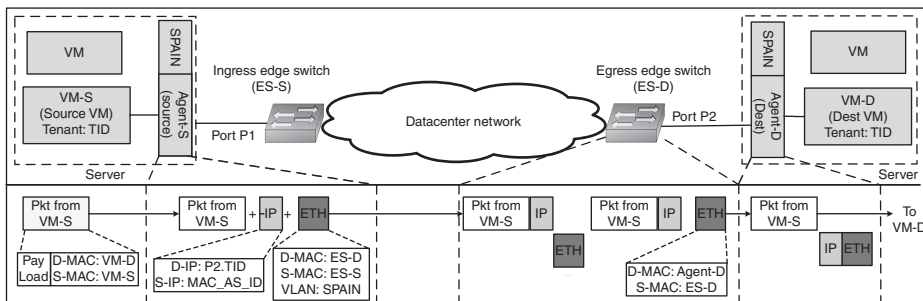 VM
VM-S
(Source VM)
Tenant: TID
SPAIN
Agent-S
(source)
Server
Ingress edge switch
(ES-S)
Port P1
Datacenter network
Egress edge switch
(ES-D)
Port P2
SPAIN
Agent-D
(Dest)
VM
VM-D
(Dest VM)
Tenant: TID
Server
Pkt from
VM-S
Pay
Load
D-MAC: VM-D
S-MAC: VM-S
Pkt from
VM-S
+
IP
+
ETH
D-IP: P2.TID
S-IP: MAC_AS_ID
D-MAC: ES-D
S-MAC: ES-S
VLAN: SPAIN
Pkt from
VM-S
IP
ETH
Pkt from
VM-S
IP
ETH
D-MAC: Agent-D
S-MAC: ES-D
Pkt from
VM-S
IP
ETH
To
VM-D